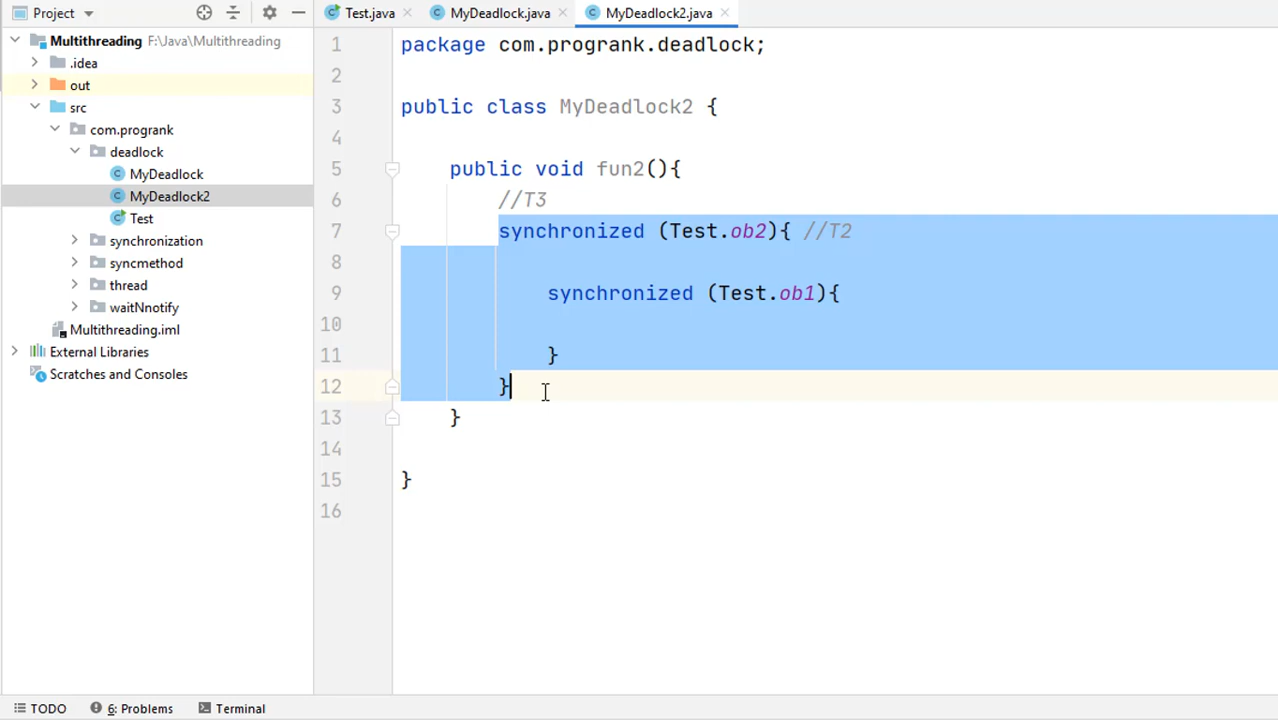 Project
Test.java
MyDeadlock.java
MyDeadlock2.java
Multithreading F:\Java\Multithreading
.idea
out
src
com.progrank
deadlock
MyDeadlock
MyDeadlock2
Test
synchronization
syncmethod
thread
waitNnotify
Multithreading.iml
External Libraries
Scratches and Consoles
1 package com.progrank.deadlock;
2
3 public class MyDeadlock2 {
4
5 public void fun2(){
6 //T3
7 synchronized (Test.ob2){ //T2
8
9 synchronized (Test.ob1){
10
11 }
12 }
13 }
14
15 }
16
TODO
6: Problems
Terminal